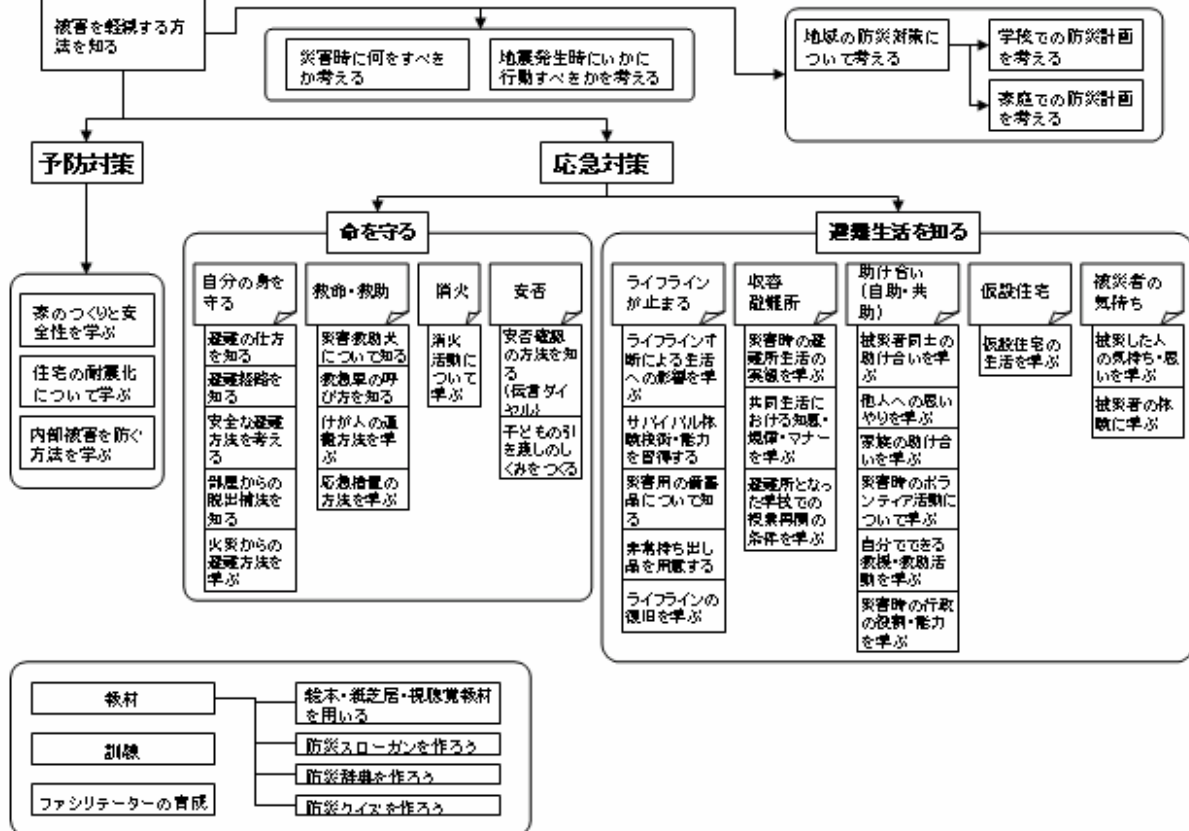 被害を軽減する方
法を知る
災害時に何をすべき
か考える
地震発生時にいかに
行動すべきかを考える
地域の防災対策に
ついて考える
学校での防災計画
を考える
家庭での防災計画
を考える
予防対策
応急対策
命を守る
避難生活を知る
家のつくりと安
全性を学ぶ
住宅の耐震化
について学ぶ
内部被害を防ぐ
方法を学ぶ
自分の身を
守る
避難の仕方
を知る
避難経路を
知る
安全な避難
方法を考え
る
部屋からの
脱出補法を
知る
火災からの
避難方法を
学ぶ
救命・救助
災害救助犬
について知る
救急車の呼
び方を知る
けが人の運
搬方法を学ぶ
応急措置の
方法を学ぶ
消火
消火
活動に
ついて
学ぶ
安否
安否確認
の方法を知
る
(伝言ダイ
ヤル)
子どもの引
き渡しのし
くみをつくる
ライフライン
が止まる
ライフラインオ
断による生活
への影響を学
ぶ
サバイバル体
験技術・能力
を習得する
災害用の備蓄
品について知
る
非常持ち出し
品を用意する
ライフラインの
復旧を学ぶ
収容
避難所
災害時の避
難所生活の
実態を学ぶ
共同生活に
おける知恵・
規律・マナー
を学ぶ
避難所となっ
た学校での
授業再開の
条件を学ぶ
助け合い
(自助・共
助)
被災者同士の
助け合いを学ぶ
他人への思い
やりを学ぶ
家族の助け合
いを学ぶ
災害時のボラ
ンティア活動に
ついて学ぶ
自分でできる
救援・救助活
動を学ぶ
災害時の行政
の役割・能力
を学ぶ
仮設住宅
仮設住宅の
生活を学ぶ
被災者の
気持ち
被災した人
の気持ち・思
いを学ぶ
被災者の体
験に学ぶ
教材
訓練
ファシリテーターの育成
絵本・紙芝居・視聴覚教材
を用いる
防災スローガンを作ろう
防災辞典を作ろう
防災クイズを作ろう